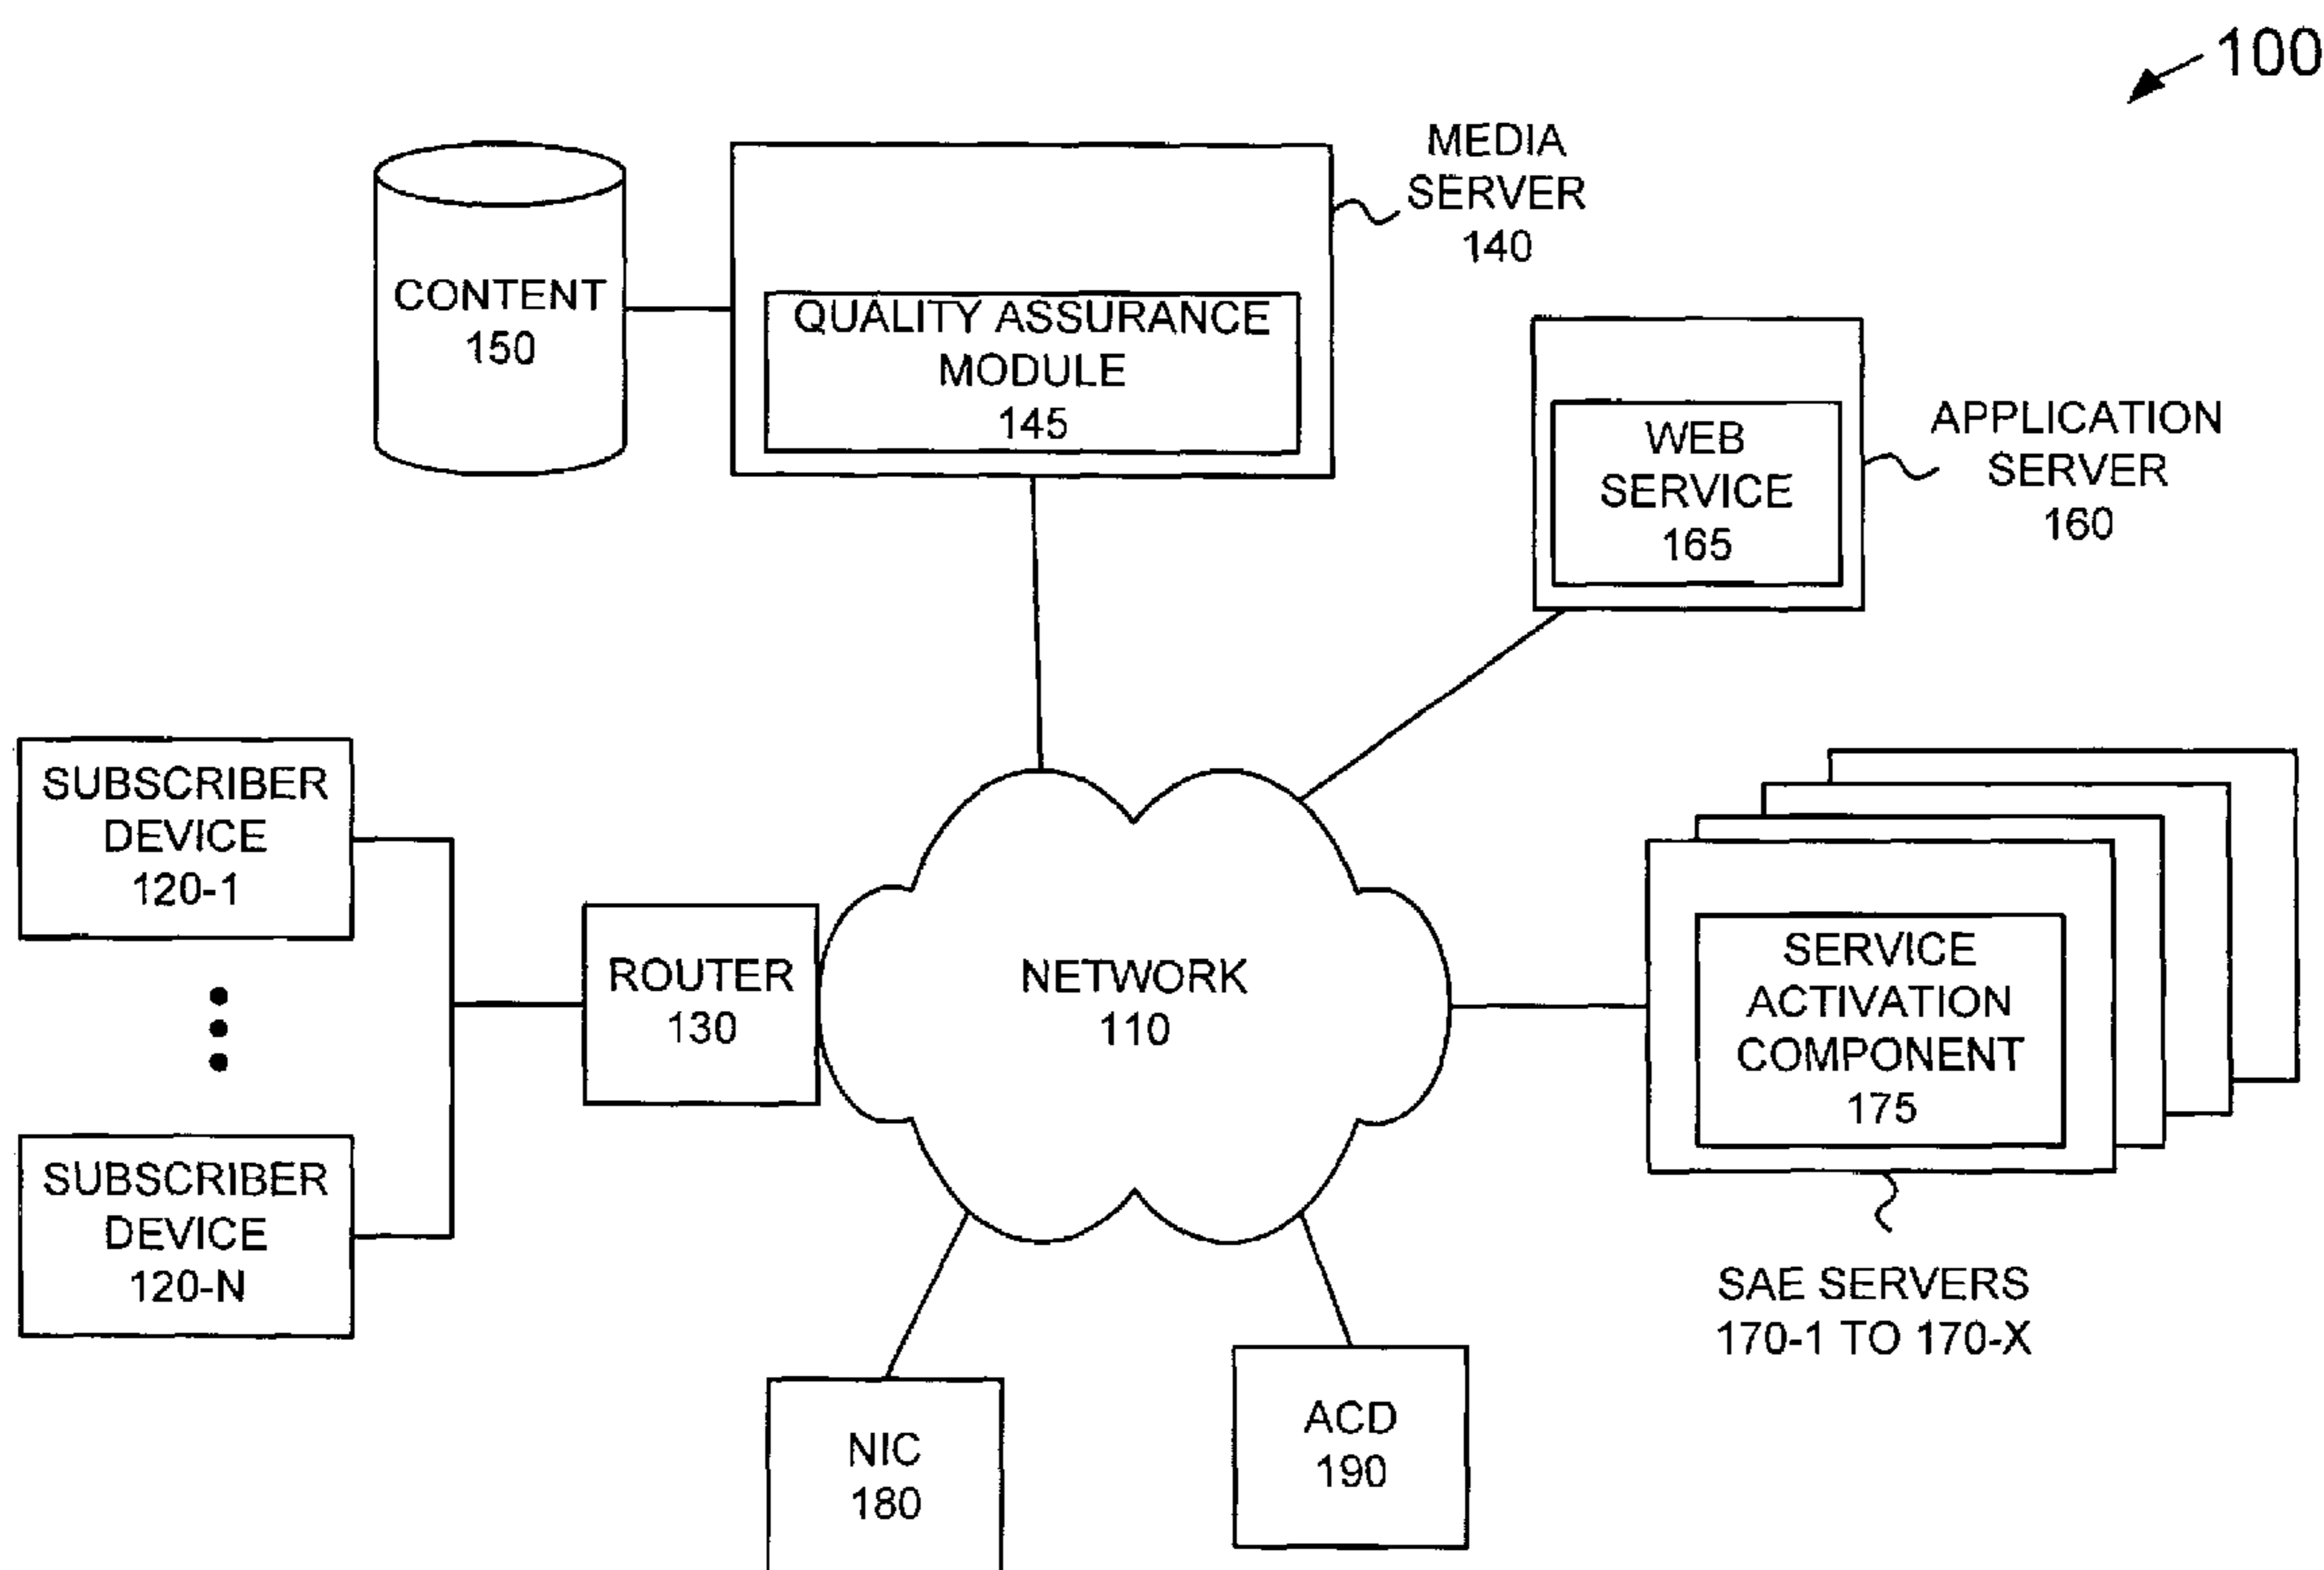 100
MEDIA
SERVER
140
CONTENT
150
QUALITY ASSURANCE
MODULE
145
WEB
SERVICE
165
APPLICATION
SERVER
160
SUBSCRIBER
DEVICE
120-1
ROUTER
130
NETWORK
110
SERVICE
ACTIVATION
COMPONENT
175
SUBSCRIBER
DEVICE
120-N
SAE SERVERS
170-1 TO 170-X
NIC
180
ACD
190